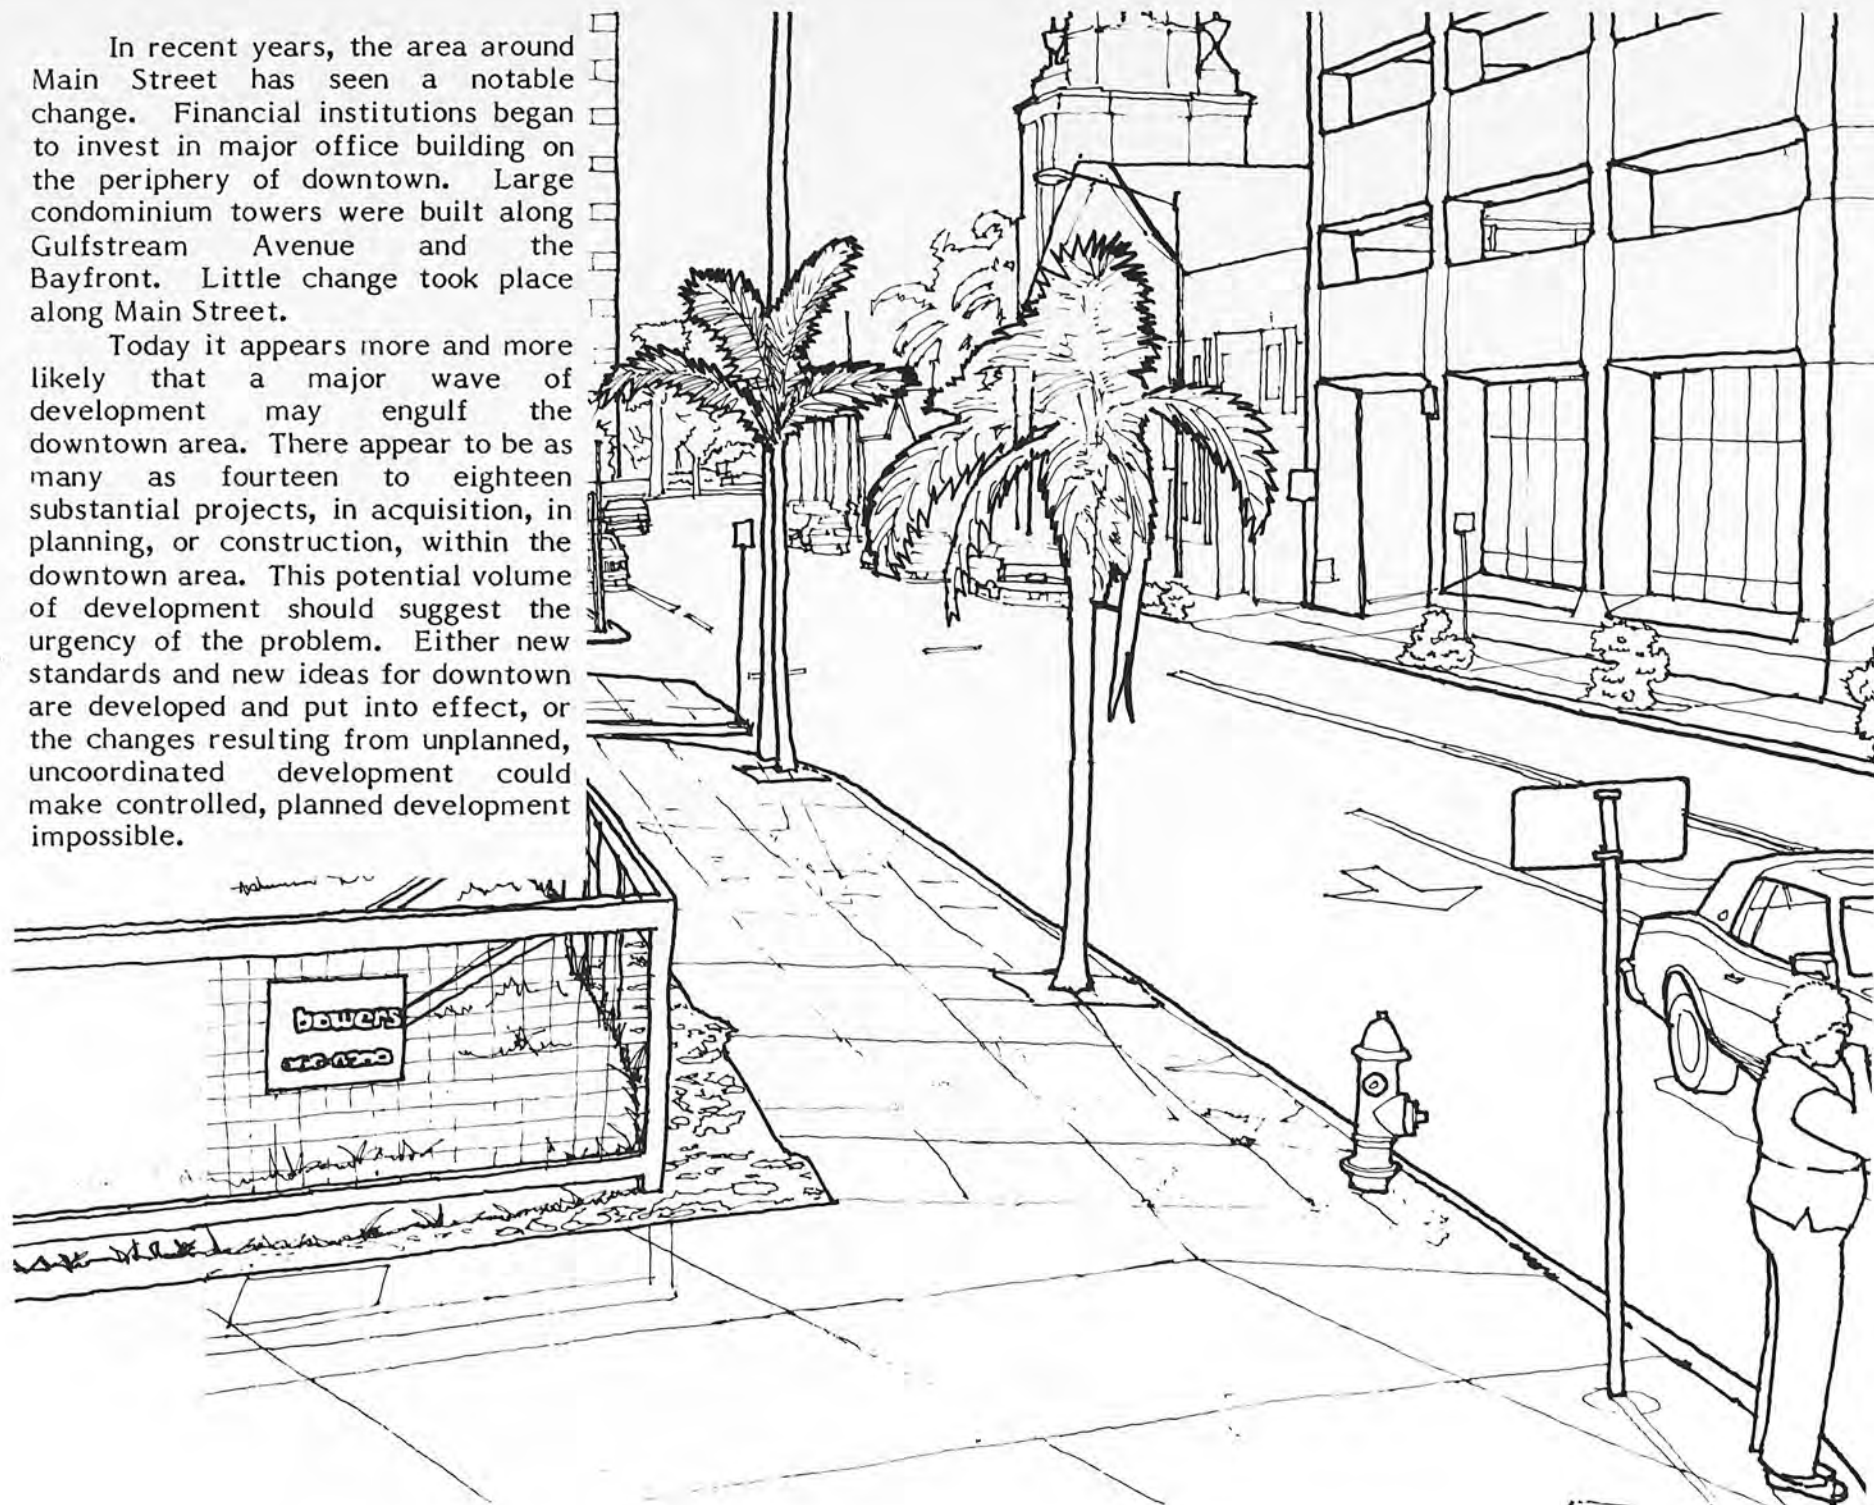 In recent years, the area around
Main Street has seen a notable
change. Financial institutions began
to invest in major office building on
the periphery of downtown. Large
condominium towers were built along
Gulfstream Avenue and the
Bayfront. Little change took place
along Main Street.
Today it appears more and more
likely that a major wave of
development may engulf the
downtown area. There appear to be as
many as fourteen to eighteen
substantial projects, in acquisition, in
planning, or construction, within the
downtown area. This potential volume
of development should suggest the
urgency of the problem. Either new
standards and new ideas for downtown
are developed and put into effect, or
the changes resulting from unplanned,
uncoordinated development could
make controlled, planned development
impossible.
bowers